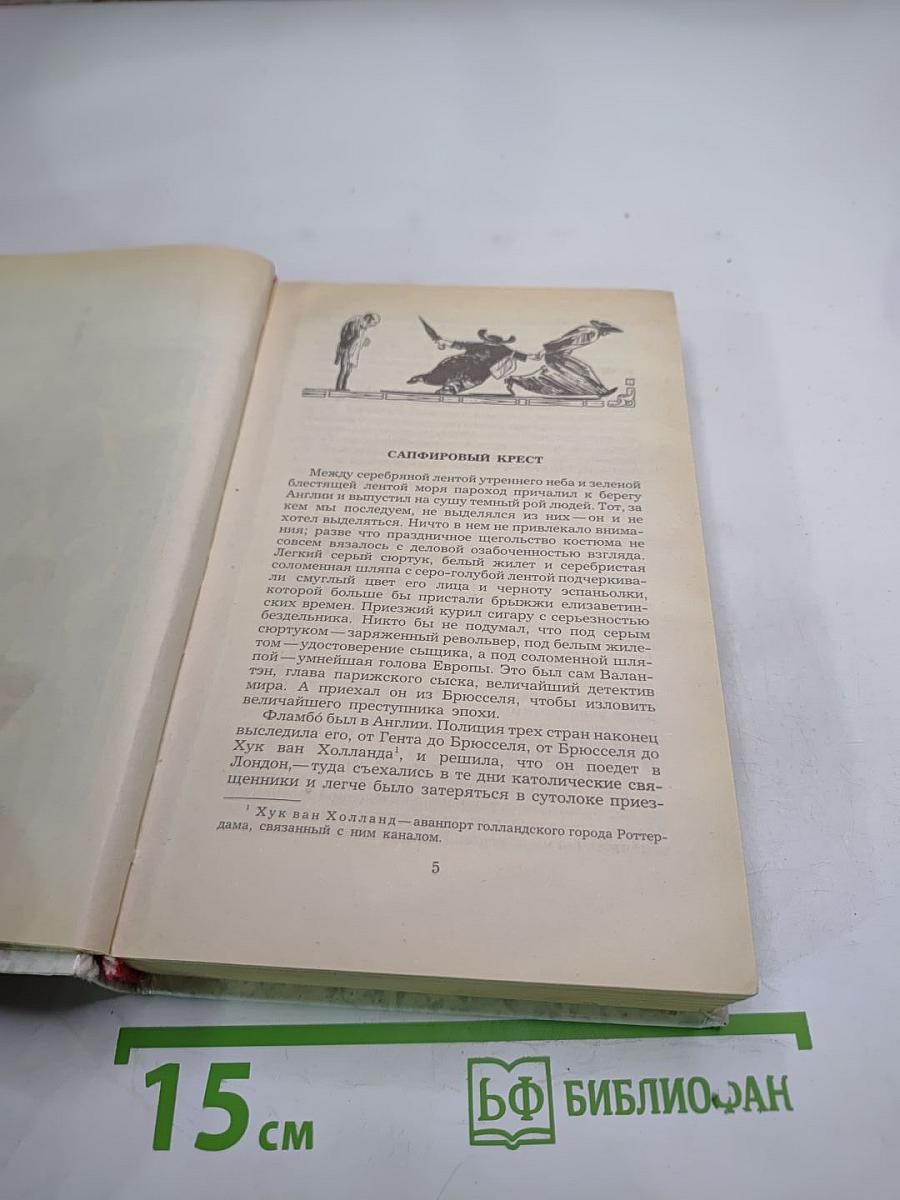 САПФИРОВЫЙ КРЕСТ
Между серебряной лентой утреннего неба и зеленой
блестящей лентой моря пароход причалил к берегу
Англии и выпустил на сушу темный рой людей. Тот, за
кем мы последуем, не выделялся из них — он и не
хотел выделяться. Ничто в нем не привлекало внима-
ния; разве что праздничное щегольство костюма не
совсем вязалось с деловой озабоченностью взгляда.
Легкий серый сюртук, белый жилет и серебристая
соломенная шляпа с серо-голубой лентой подчеркива-
ли смуглый цвет его лица и черноту эспаньолки,
которой больше бы пристали брыжжи елизаветин-
ских времен. Приезжий курил сигару с серьезностью
бездельника. Никто бы не подумал, что под серым
сюртуком — заряженный револьвер, под белым жиле-
том — удостоверение сыщика, а под соломенной шля-
пой — умнейшая голова Европы. Это был сам Вален-
тэн, глава парижского сыска, величайший детектив
мира. А приехал он из Брюсселя, чтобы изловить
величайшего преступника эпохи.
Фламбо́ был в Англии. Полиция трех стран наконец
выследила его, от Гента до Брюсселя, от Брюсселя до
Хук ван Холланда¹, и решила, что он поедет в
Лондон,— туда съехались в те дни католические свя-
щенники и легче было затеряться в сутолоке приез-
¹ Хук ван Холланд — аванпорт голландского города Роттер-
дама, связанный с ним каналом.
5
15 см
БФ БИБЛИОФАН